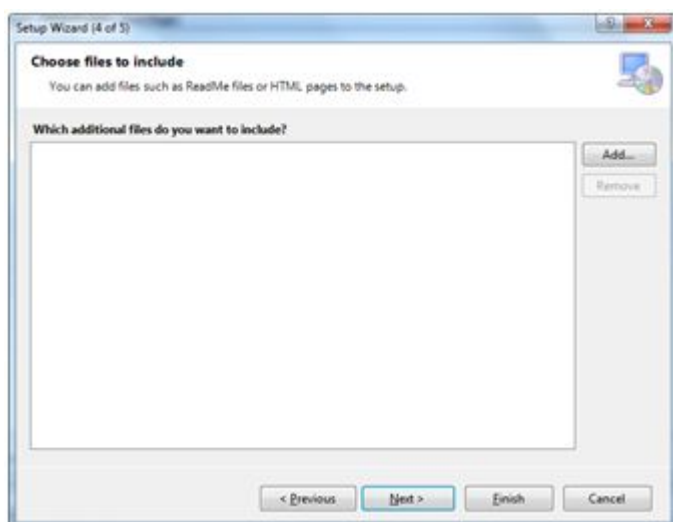 Setup Wizard (4 of 5)
Choose files to include
You can add files such as ReadMe files or HTML pages to the setup.
Which additional files do you want to include?
Add...
Remove
< Previous
Next >
Finish
Cancel